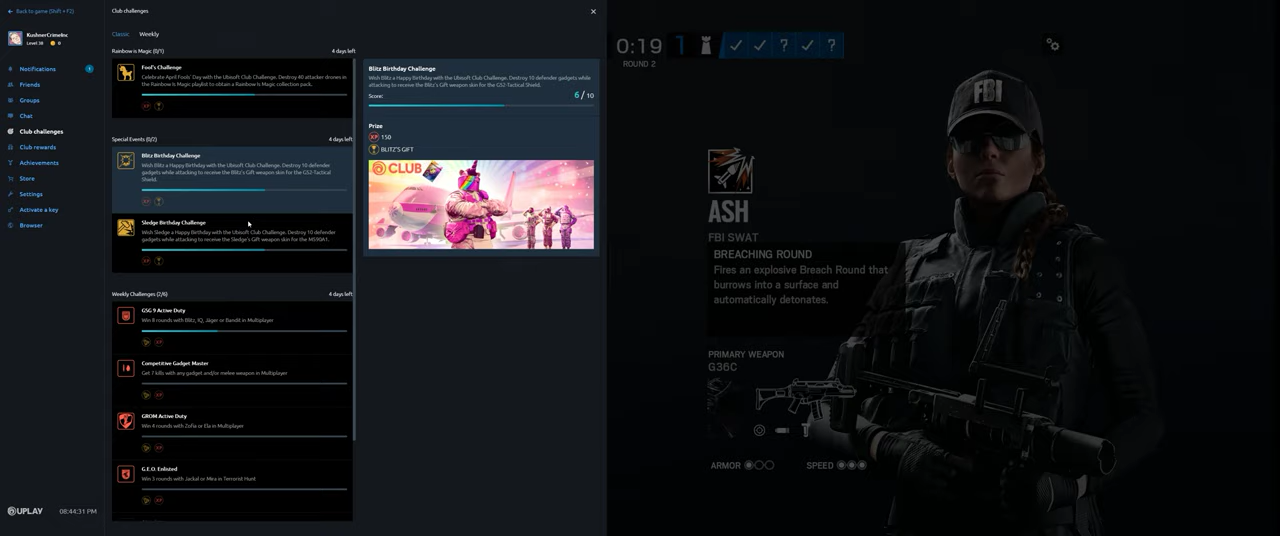 Back to game (Shift + F2)
KushnerCrimeInc
Level 38 0
Notifications 1
Friends
Groups
Chat
Club challenges
Club rewards
Achievements
Store
Settings
Activate a key
Browser
UPLAY 08:44:31 PM
Club challenges
Classic Weekly
Rainbow is Magic (0/1) 4 days left
Fool's Challenge
Celebrate April Fools' Day with the Ubisoft Club Challenge. Destroy 40 attacker drones in
the Rainbow is Magic playlist to obtain a Rainbow is Magic collection pack.
XP
Special Events (0/2) 4 days left
Blitz Birthday Challenge
Wish Blitz a Happy Birthday with the Ubisoft Club Challenge. Destroy 10 defender
gadgets while attacking to receive the Blitz's Gift weapon skin for the G52-Tactical
Shield.
XP
Sledge Birthday Challenge
Wish Sledge a Happy Birthday with the Ubisoft Club Challenge. Destroy 10 defender
gadgets while attacking to receive the Sledge's Gift weapon skin for the M590A1.
XP
Weekly Challenges (2/6) 4 days left
GSG 9 Active Duty
Win 8 rounds with Blitz, IQ, Jäger or Bandit in Multiplayer
XP
Competitive Gadget Master
Get 7 kills with any gadget and/or melee weapon in Multiplayer
XP
GROM Active Duty
Win 4 rounds with Zofia or Ela in Multiplayer
XP
G.E.O. Enlisted
Win 3 rounds with Jackal or Mira in Terrorist Hunt
XP
Blitz Birthday Challenge
Wish Blitz a Happy Birthday with the Ubisoft Club Challenge. Destroy 10 defender gadgets while
attacking to receive the Blitz's Gift weapon skin for the G52-Tactical Shield.
Score: 6 / 10
Prize
XP 150
BLITZ'S GIFT
CLUB
0:19 1 ? ?
ROUND 2
FBI
ASH
FBI SWAT
BREACHING ROUND
Fires an explosive Breach Round that
burrows into a surface and
automatically detonates.
PRIMARY WEAPON
G36C
ARMOR SPEED